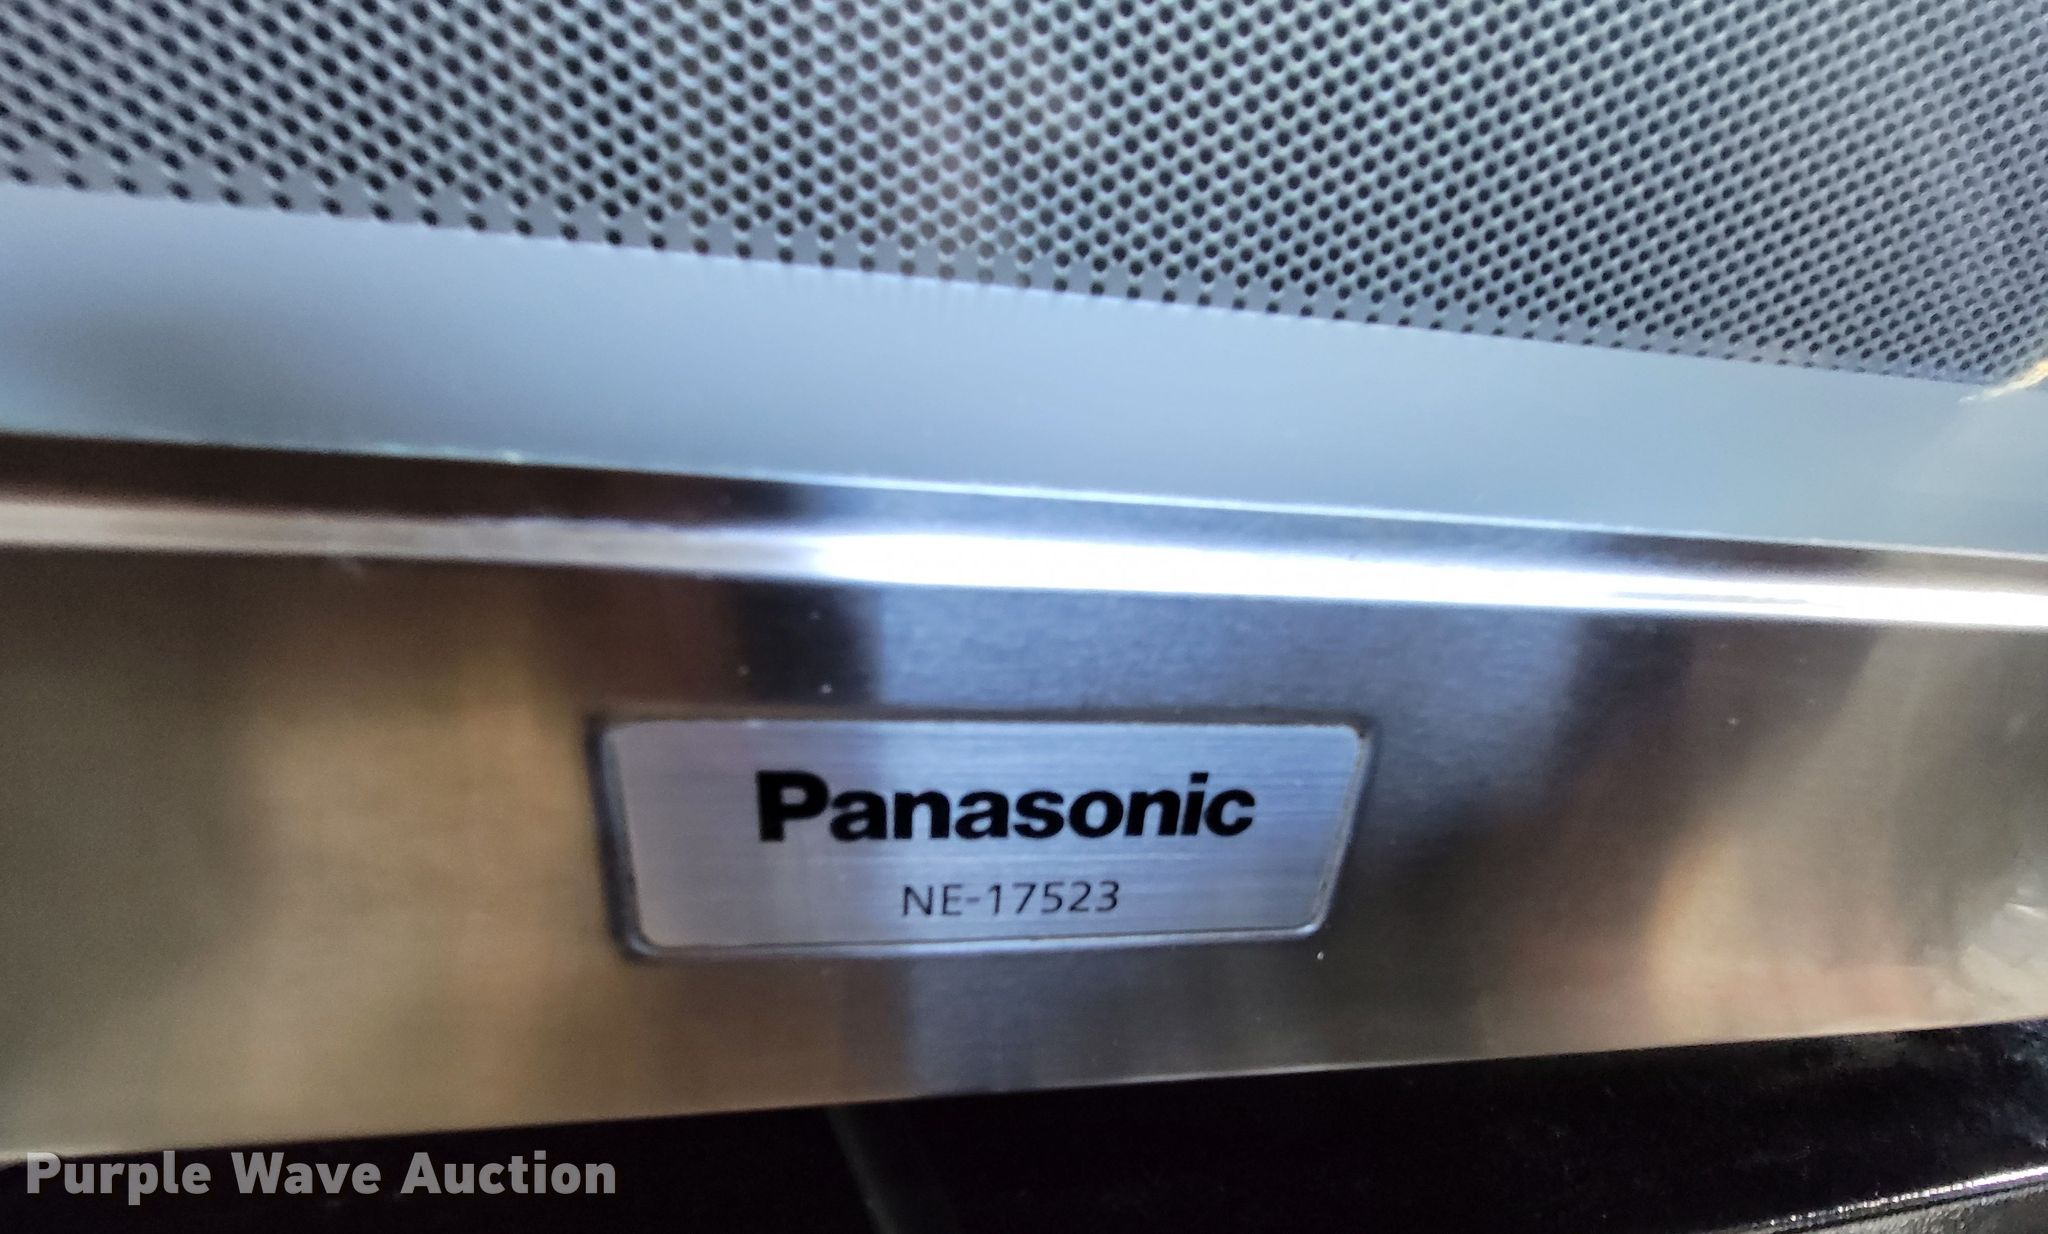 Panasonic
NE-17523
Purple Wave Auction